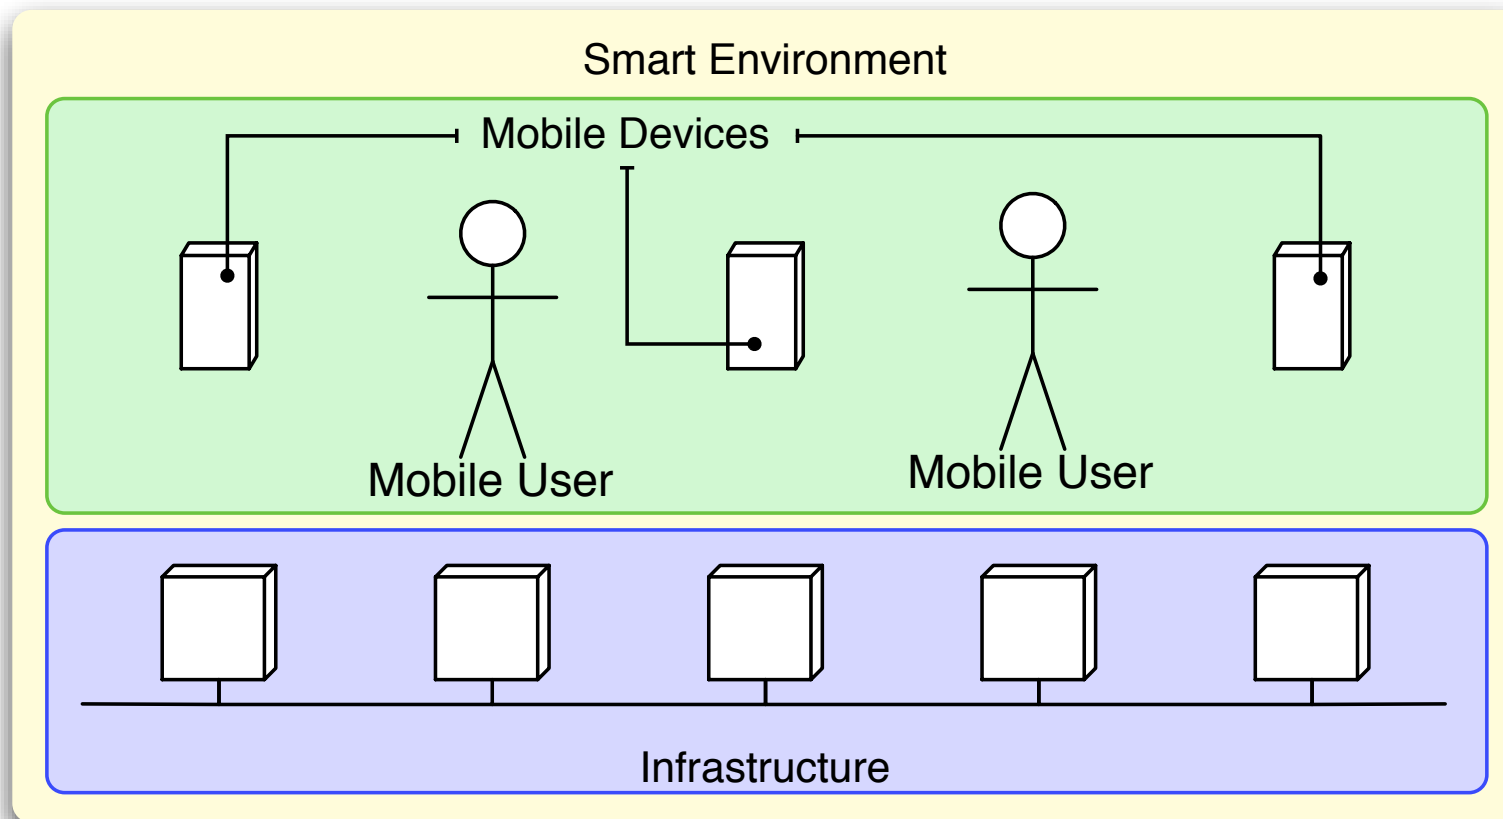 Smart Environment
Mobile Devices
Mobile User
Mobile User
Infrastructure